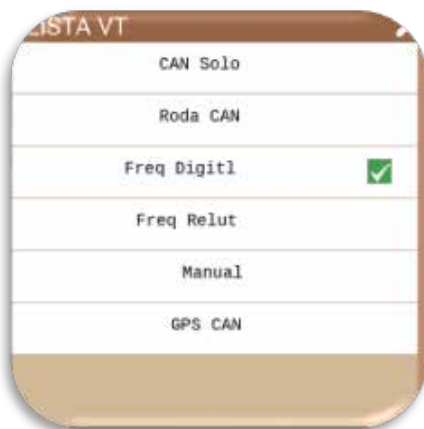 LISTA VT
CAN Solo
Roda CAN
Freq Digitl
Freq Relut
Manual
GPS CAN